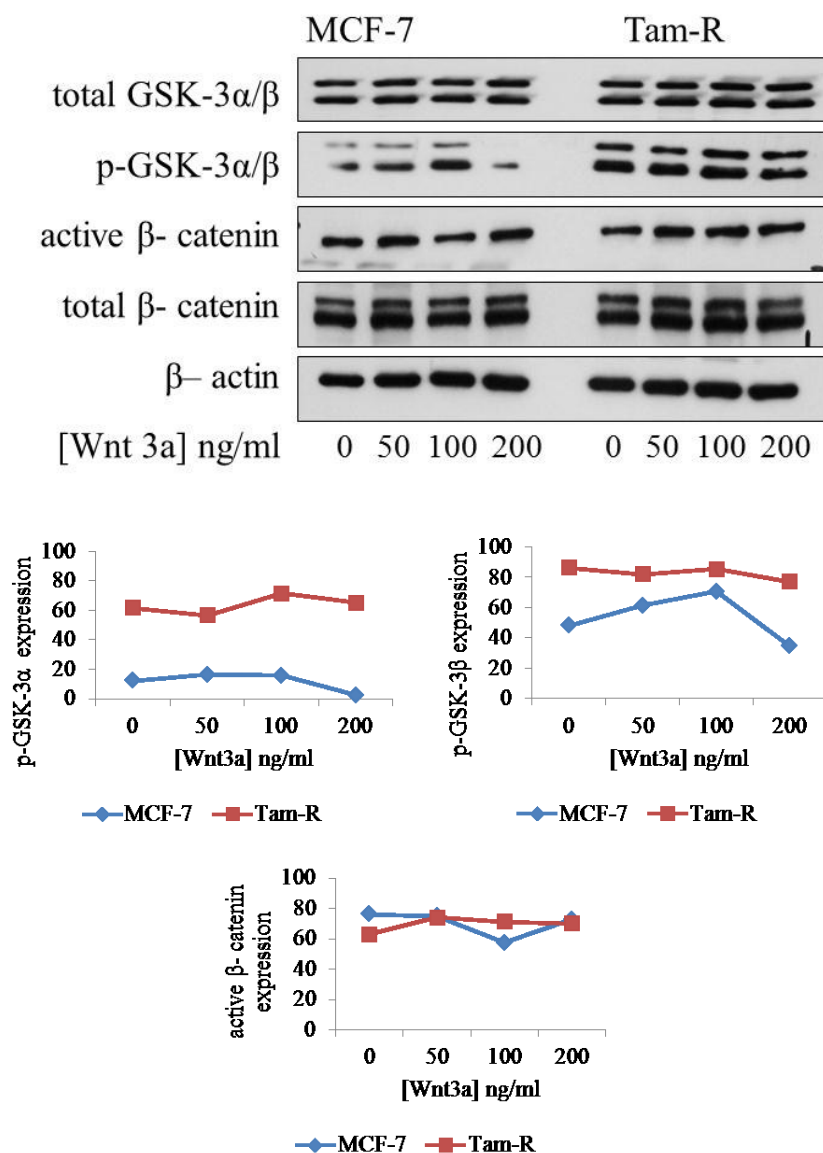 MCF-7 Tam-R
total GSK-3α/β
p-GSK-3α/β
active β- catenin
total β- catenin
β– actin
[Wnt 3a] ng/ml 0 50 100 200 0 50 100 200
p-GSK-3α expression
100
80
60
40
20
0
0 50 100 200
[Wnt3a] ng/ml
MCF-7 Tam-R
p-GSK-3β expression
100
80
60
40
20
0
0 50 100 200
[Wnt3a] ng/ml
MCF-7 Tam-R
active β- catenin
expression
100
80
60
40
20
0
0 50 100 200
[Wnt3a] ng/ml
MCF-7 Tam-R